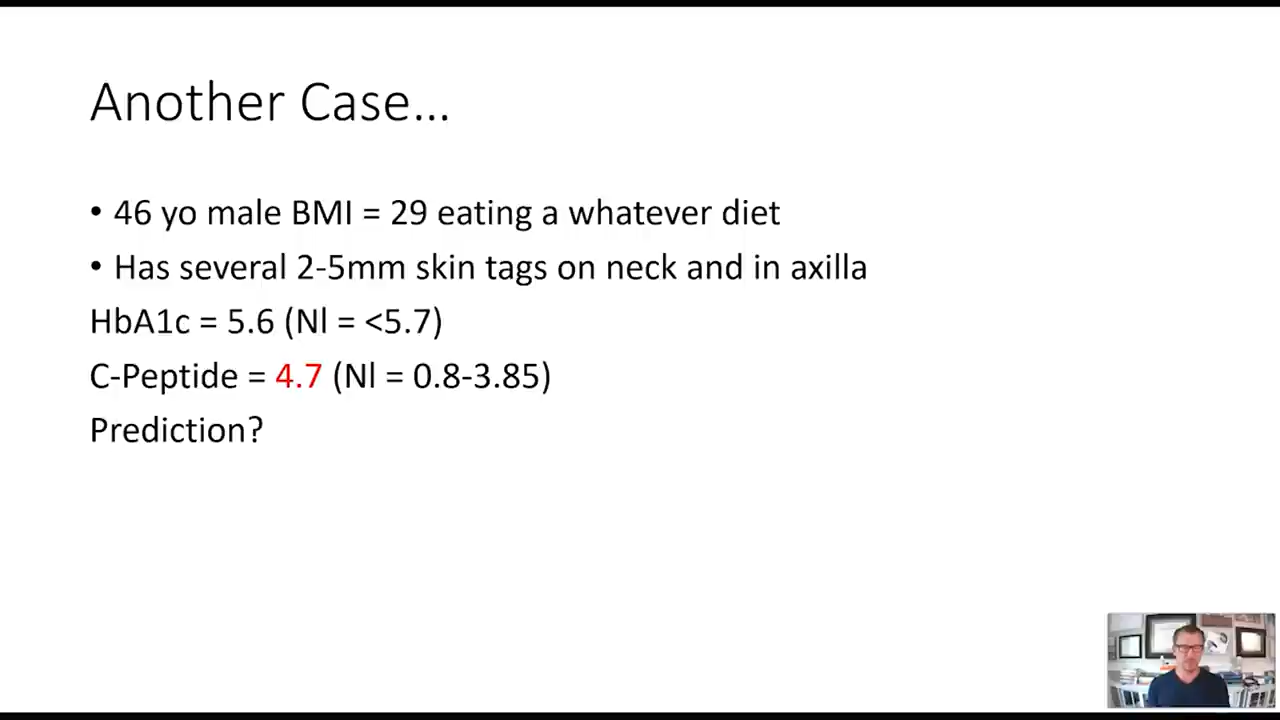 Another Case...
• 46 yo male BMI = 29 eating a whatever diet
• Has several 2-5mm skin tags on neck and in axilla
HbA1c = 5.6 (Nl = <5.7)
C-Peptide = 4.7 (Nl = 0.8-3.85)
Prediction?